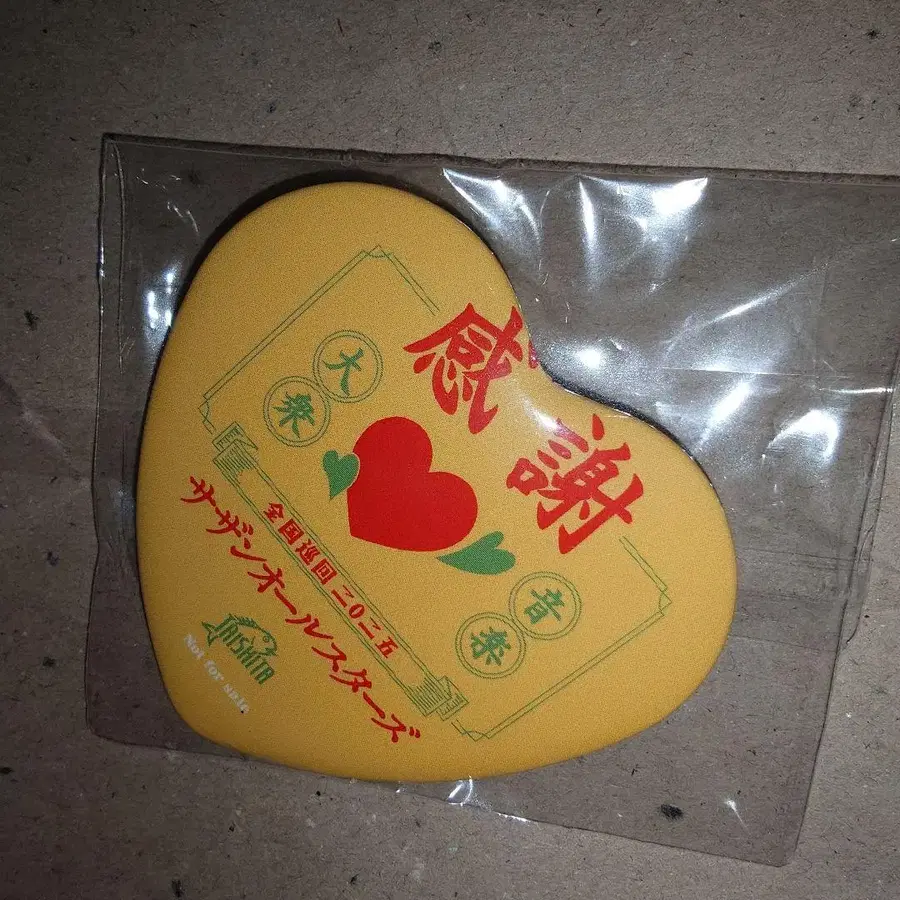 感謝
大衆
音楽
全国巡回二〇二五
サザンオールスターズ
TAISHITA
Not for sale